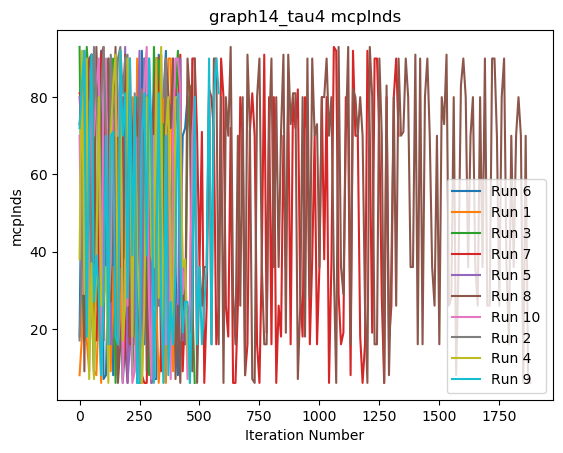 graph14_tau4 mcpInds
mcpInds
80
60
40
20
0
250
500
750
1000
1250
1500
1750
Iteration Number
Run 6
Run 1
Run 3
Run 7
Run 5
Run 8
Run 10
Run 2
Run 4
Run 9